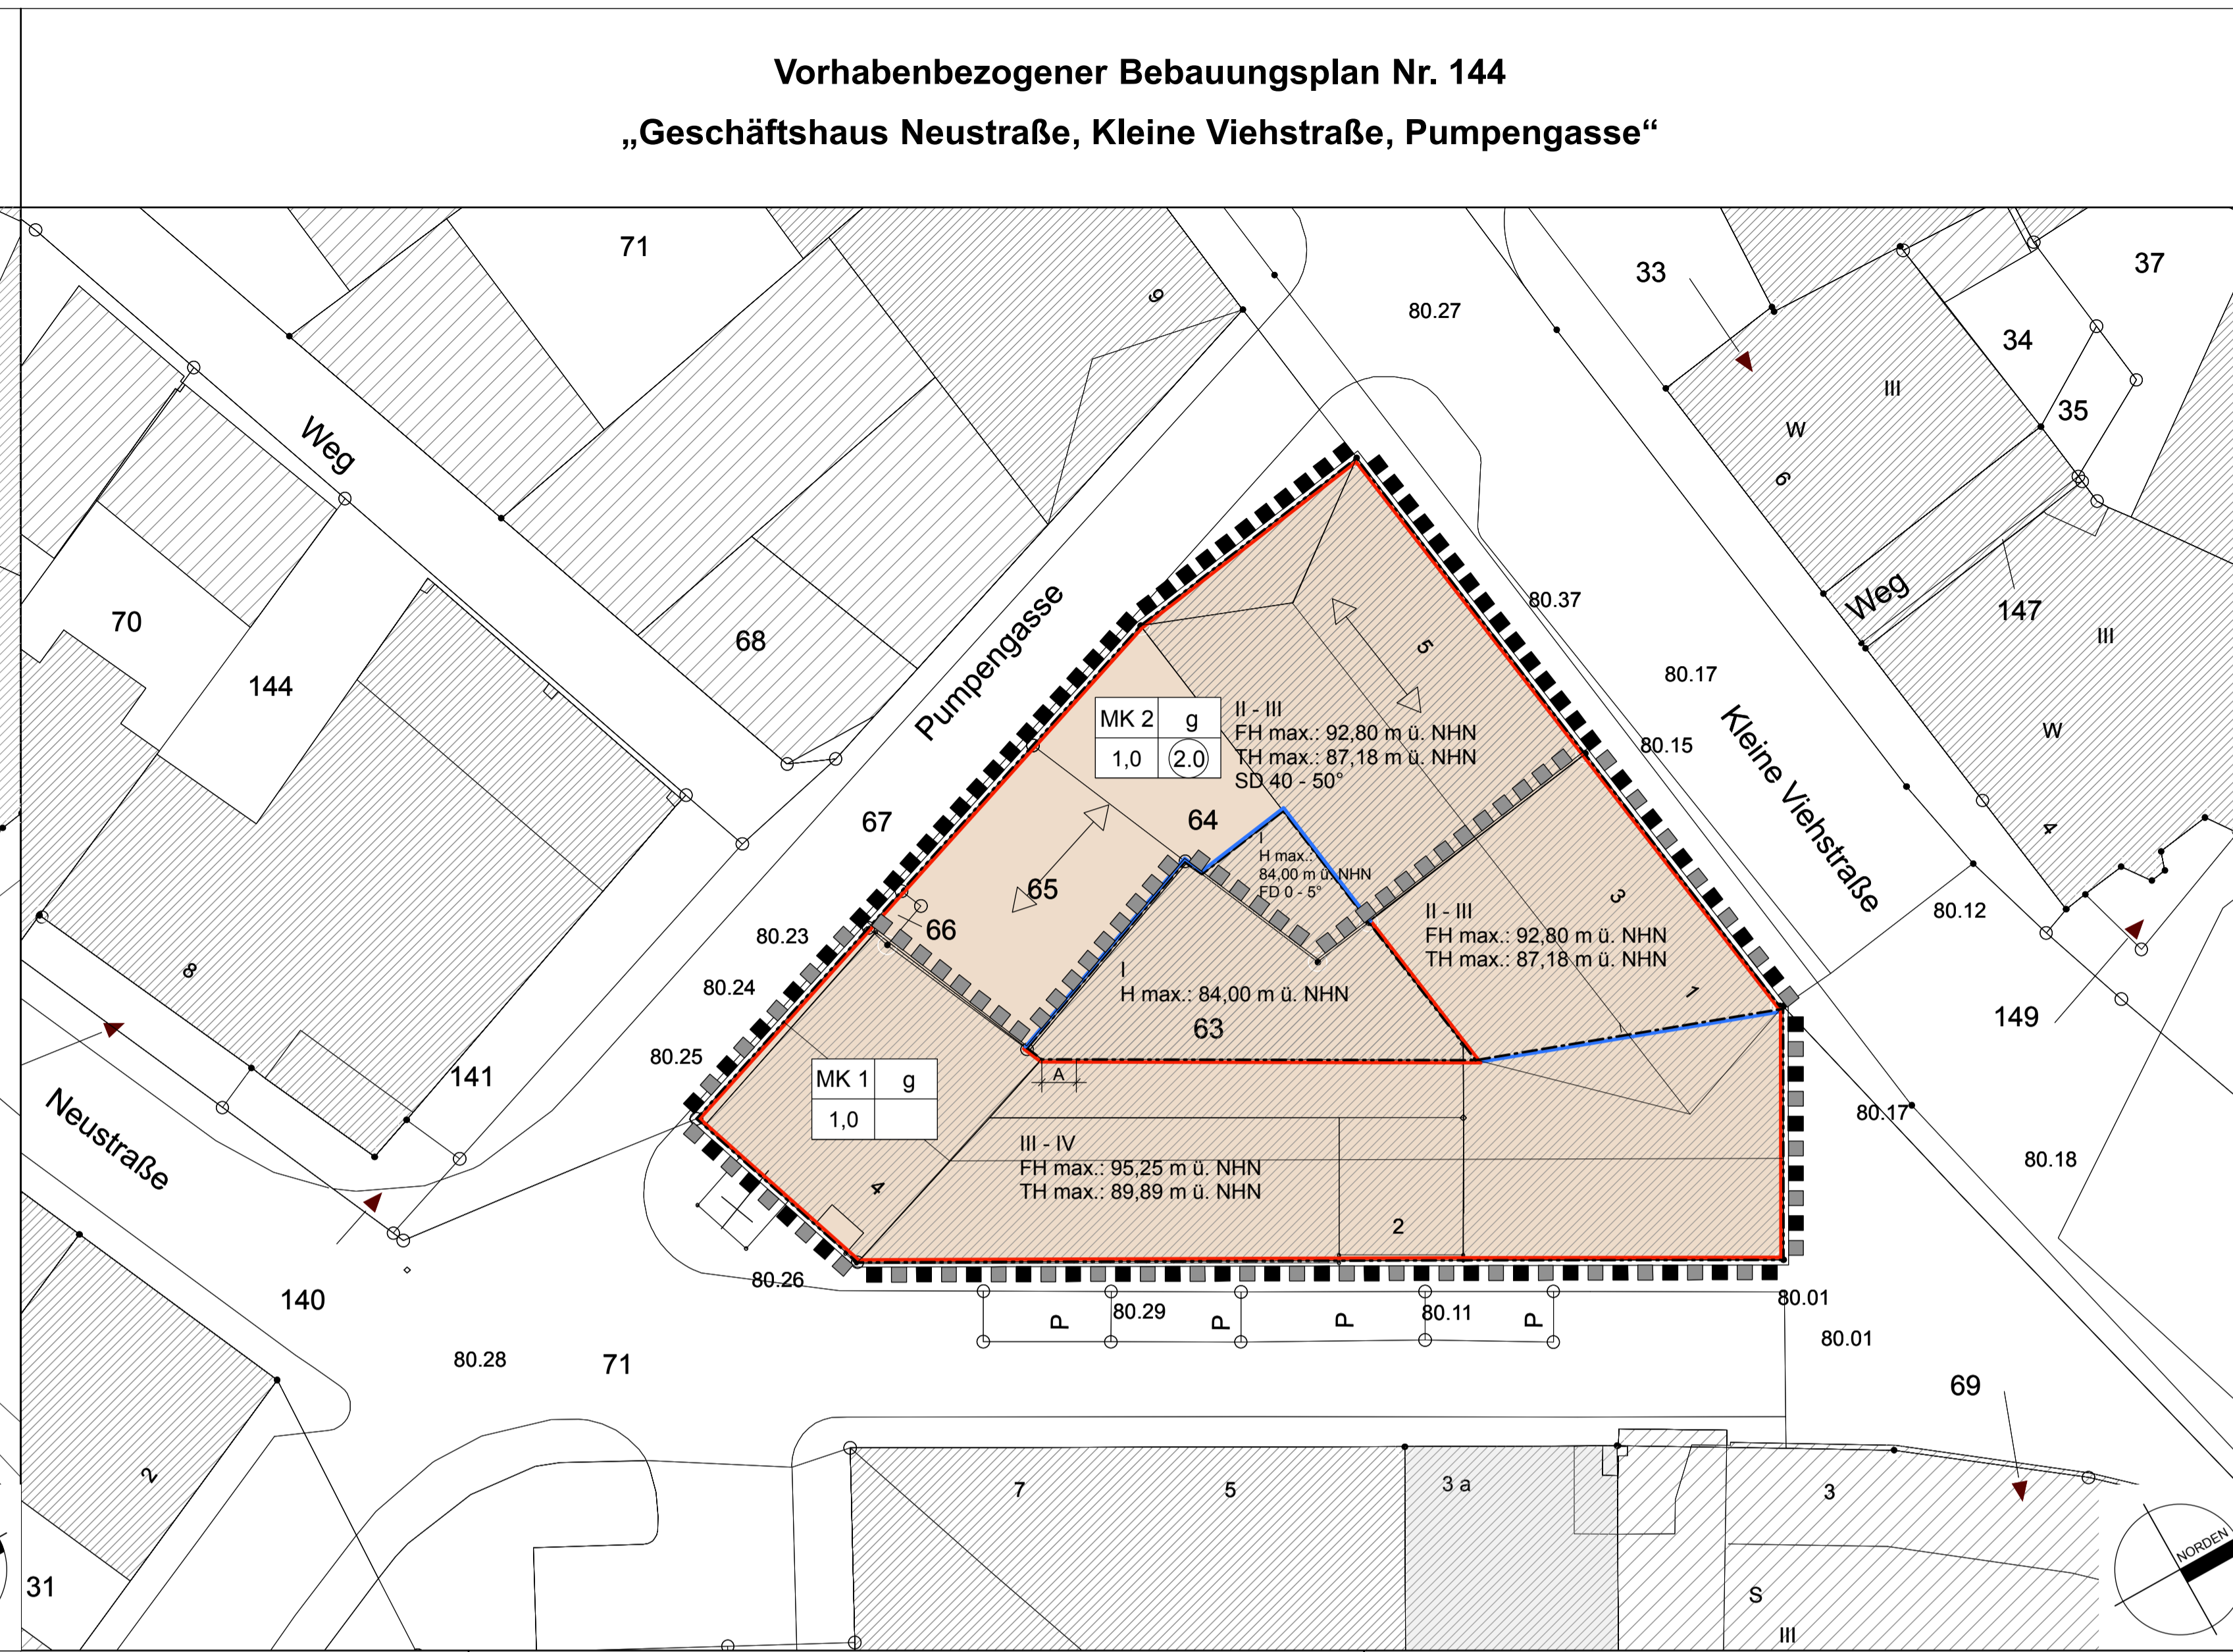 Vorhabenbezogener Bebauungsplan Nr. 144
„Geschäftshaus Neustraße, Kleine Viehstraße, Pumpengasse“
71
9
80.27
33
37
34
III
35
W
6
Weg
80.37
Weg
147
III
70
68
Pumpengasse
5
144
80.17
MK 2
g
1,0
2.0
II - III
FH max.: 92,80 m ü. NHN
TH max.: 87,18 m ü. NHN
SD 40 - 50°
80.15
Kleine Viehstraße
W
67
64
4
I
H max.:
84,00 m ü. NHN
FD 0 - 5°
65
3
66
80.23
II - III
FH max.: 92,80 m ü. NHN
TH max.: 87,18 m ü. NHN
80.12
8
80.24
I
H max.: 84,00 m ü. NHN
1
63
149
80.25
141
A
MK 1
g
1,0
Neustraße
80.17
III - IV
FH max.: 95,25 m ü. NHN
TH max.: 89,89 m ü. NHN
80.18
4
2
80.26
140
80.29
80.11
80.01
P
P
P
P
80.01
80.28
71
69
2
7
5
3 a
3
NORDEN
31
S
III